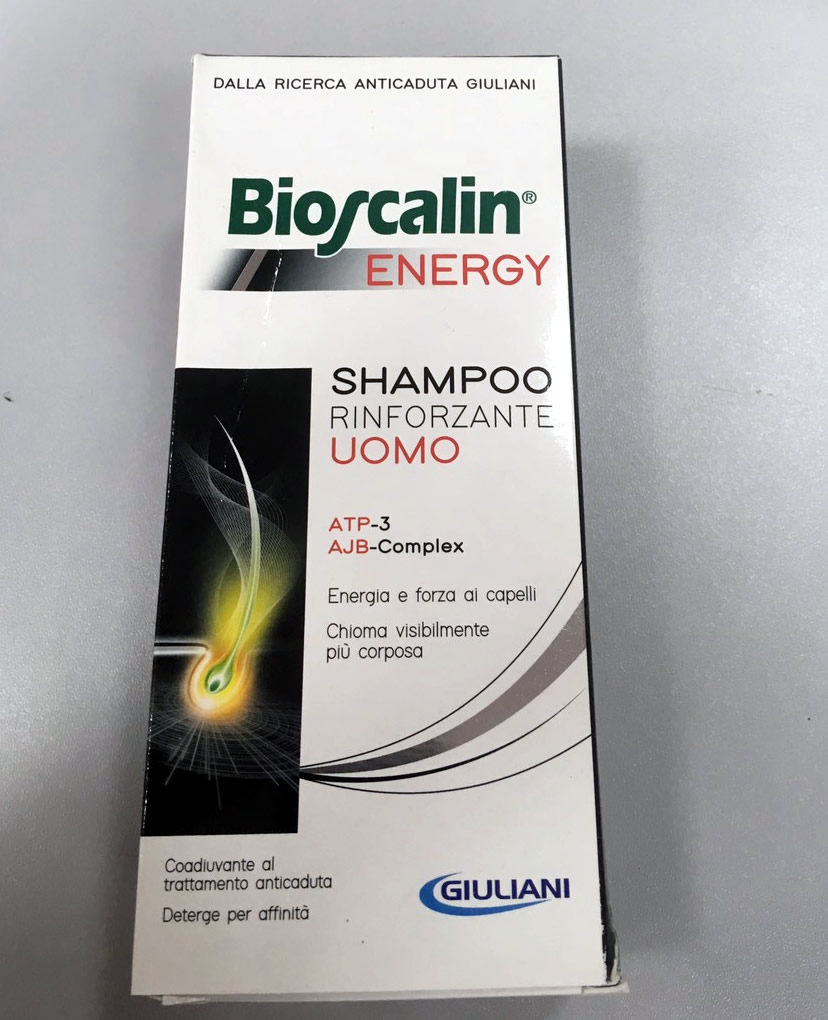 DALLA RICERCA ANTICADUTA GIULIANI
Bioscalin®
ENERGY
SHAMPOO
RINFORZANTE
UOMO
ATP-3
AJB-Complex
Energia e forza ai capelli
Chioma visibilmente
più corposa
Coadiuvante al
trattamento anticaduta
Deterge per affinità
GIULIANI